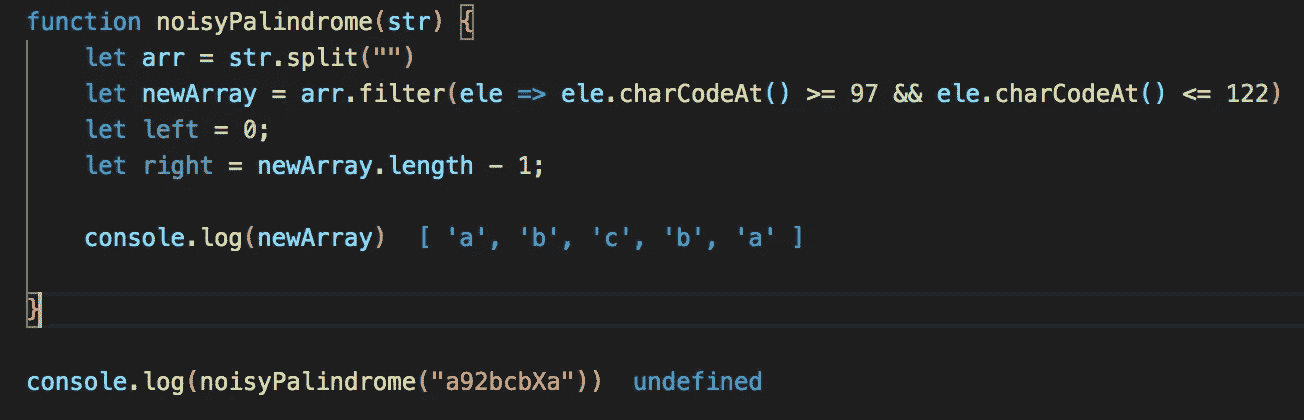 function noisyPalindrome(str) {
let arr = str.split("")
let newArray = arr.filter(ele => ele.charCodeAt() >= 97 && ele.charCodeAt() <= 122)
let left = 0;
let right = newArray.length - 1;
console.log(newArray) [ 'a', 'b', 'c', 'b', 'a' ]
}
console.log(noisyPalindrome("a92bcbXa")) undefined